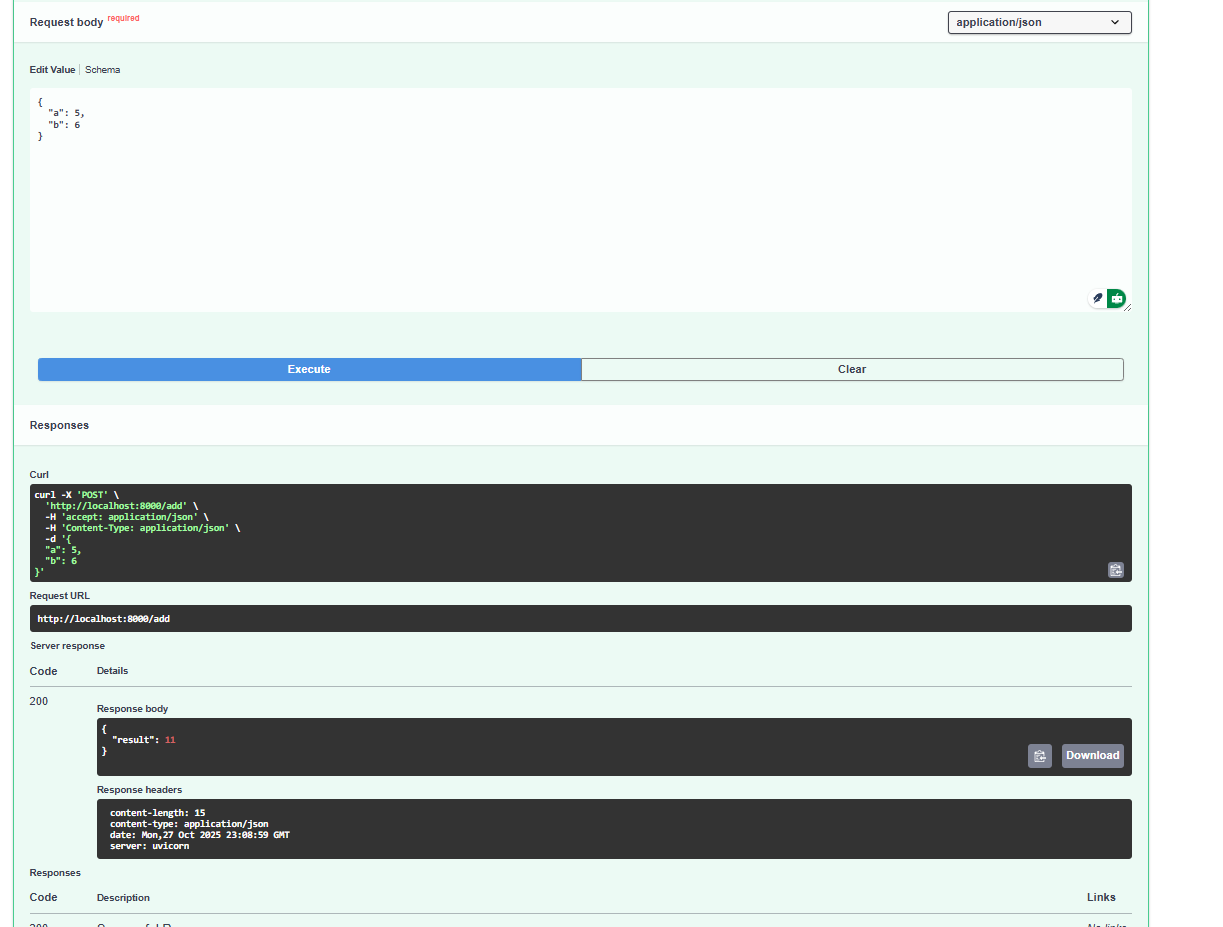 Request body required
application/json
Edit Value Schema
{
"a": 5,
"b": 6
}
Execute
Clear
Responses
Curl
curl -X 'POST' \
'http://localhost:8000/add' \
-H 'accept: application/json' \
-H 'Content-Type: application/json' \
-d '{
"a": 5,
"b": 6
}'
Request URL
http://localhost:8000/add
Server response
Code Details
200
Response body
{
"result": 11
}
Download
Response headers
content-length: 15
content-type: application/json
date: Mon,27 Oct 2025 23:08:59 GMT
server: uvicorn
Responses
Code Description Links